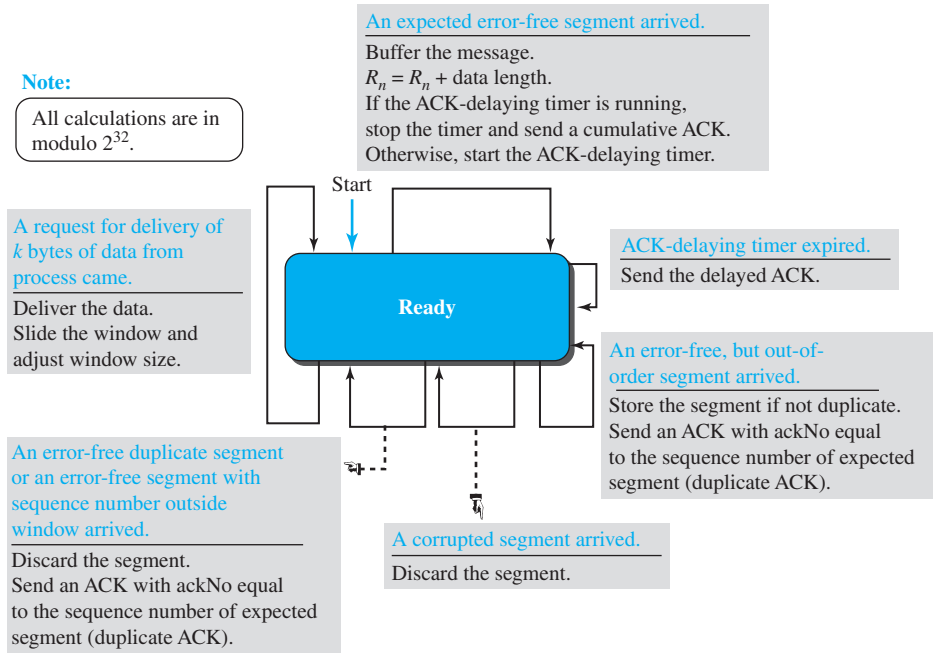 An expected error-free segment arrived.
Buffer the message.
Rn = Rn + data length.
If the ACK-delaying timer is running,
stop the timer and send a cumulative ACK.
Otherwise, start the ACK-delaying timer.
Note:
All calculations are in
modulo 2^32.
Start
A request for delivery of
k bytes of data from
process came.
Deliver the data.
Slide the window and
adjust window size.
Ready
ACK-delaying timer expired.
Send the delayed ACK.
An error-free, but out-of-
order segment arrived.
Store the segment if not duplicate.
Send an ACK with ackNo equal
to the sequence number of expected
segment (duplicate ACK).
An error-free duplicate segment
or an error-free segment with
sequence number outside
window arrived.
Discard the segment.
Send an ACK with ackNo equal
to the sequence number of expected
segment (duplicate ACK).
A corrupted segment arrived.
Discard the segment.